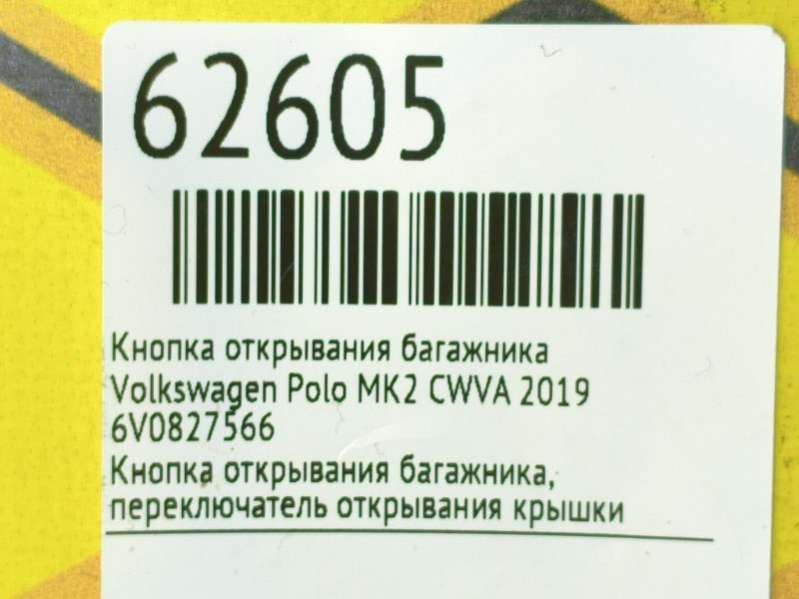 62605
Кнопка открывания багажника
Volkswagen Polo MK2 CWVA 2019
6V0827566
Кнопка открывания багажника,
переключатель открывания крышки